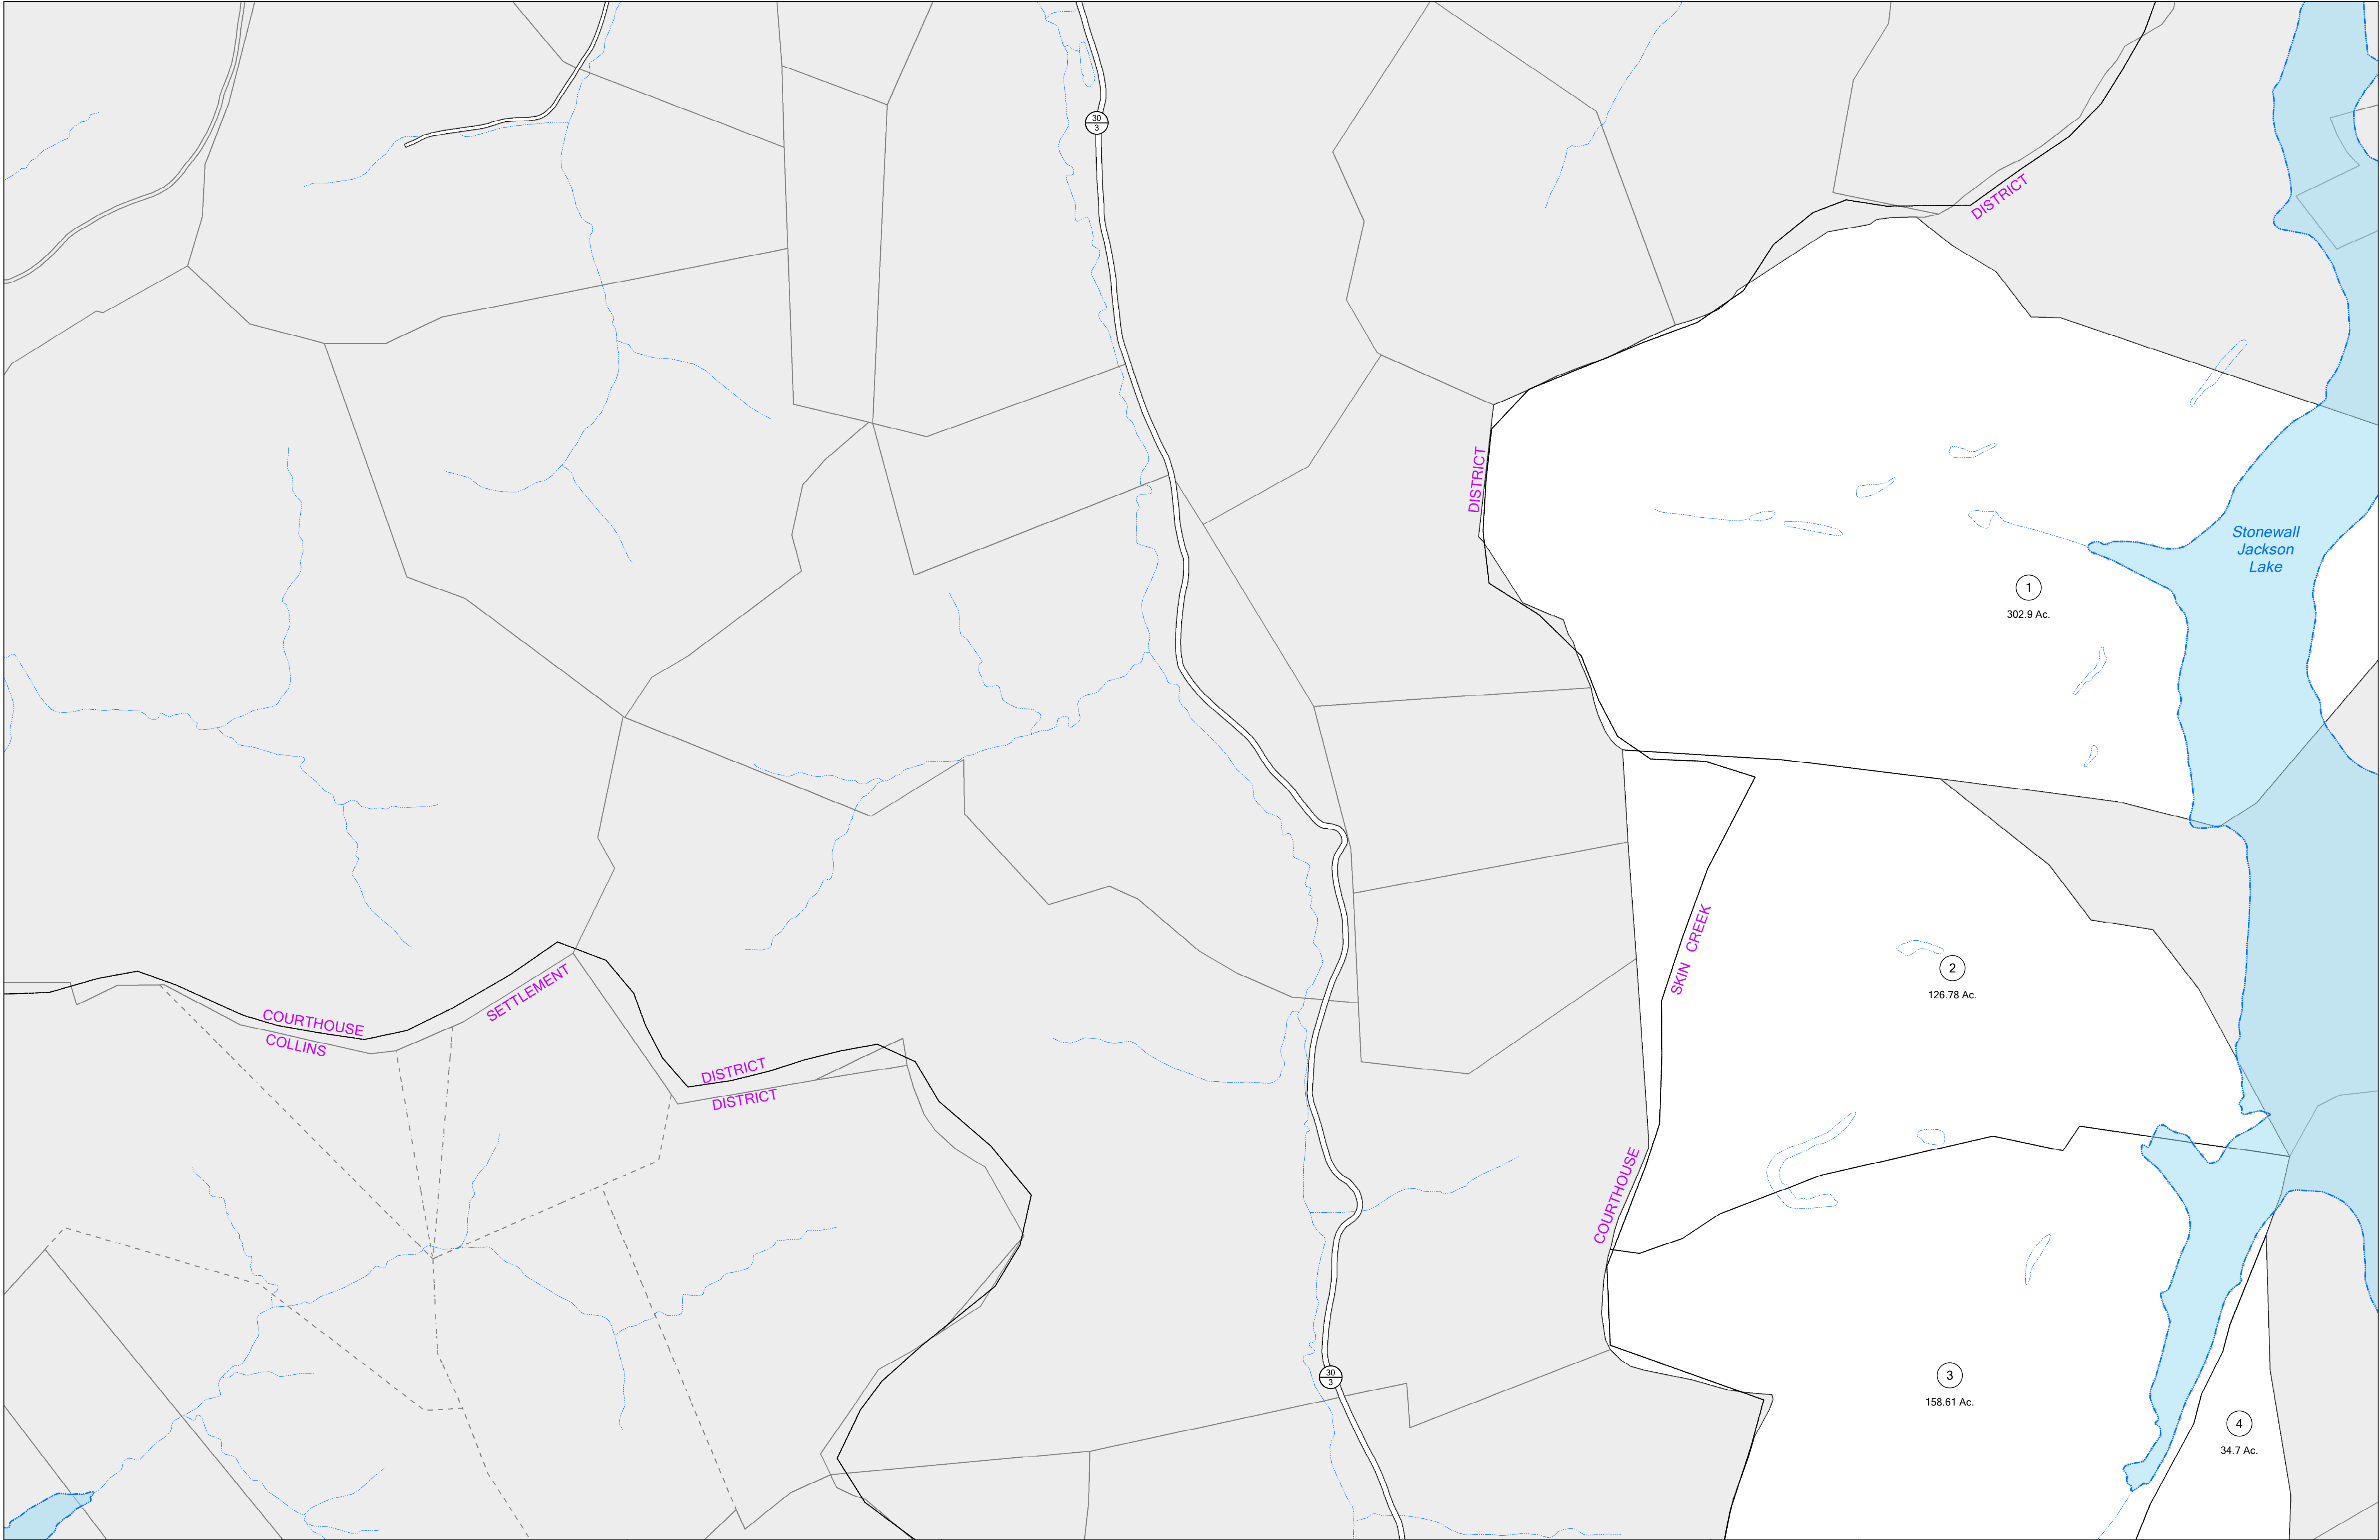 30
3
DISTRICT
DISTRICT
Stonewall
Jackson
Lake
1
302.9 Ac.
SKIN CREEK
2
126.78 Ac.
SETTLEMENT
COURTHOUSE
COLLINS
DISTRICT
DISTRICT
COURTHOUSE
30
3
3
158.61 Ac.
4
34.7 Ac.